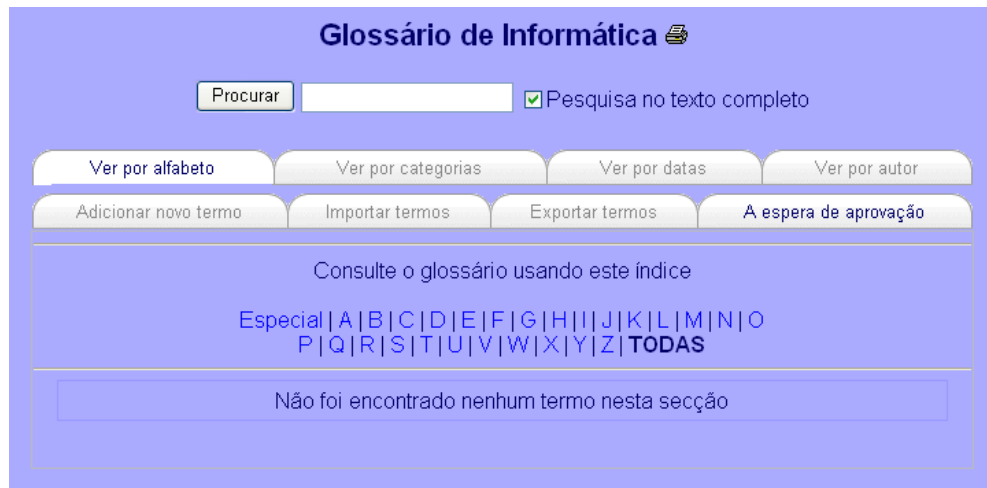 Glossário de Informática
Procurar Pesquisa no texto completo
Ver por alfabeto Ver por categorias Ver por datas Ver por autor
Adicionar novo termo Importar termos Exportar termos A espera de aprovação
Consulte o glossário usando este índice
Especial | A | B | C | D | E | F | G | H | I | J | K | L | M | N | O
P | Q | R | S | T | U | V | W | X | Y | Z | TODAS
Não foi encontrado nenhum termo nesta secção